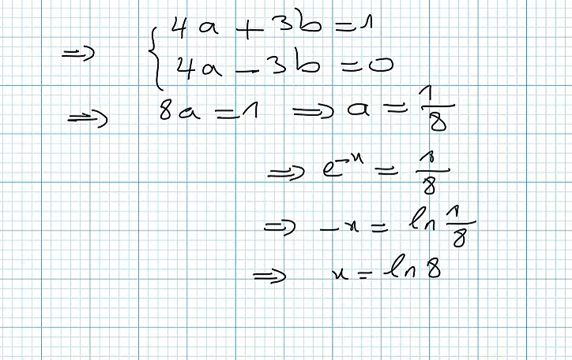 ⇒ { 4a + 3b = 1
4a − 3b = 0
⇒ 8a = 1 ⇒ a = 1/8
⇒ e^-x = 1/8
⇒ -x = ln 1/8
⇒ x = ln 8